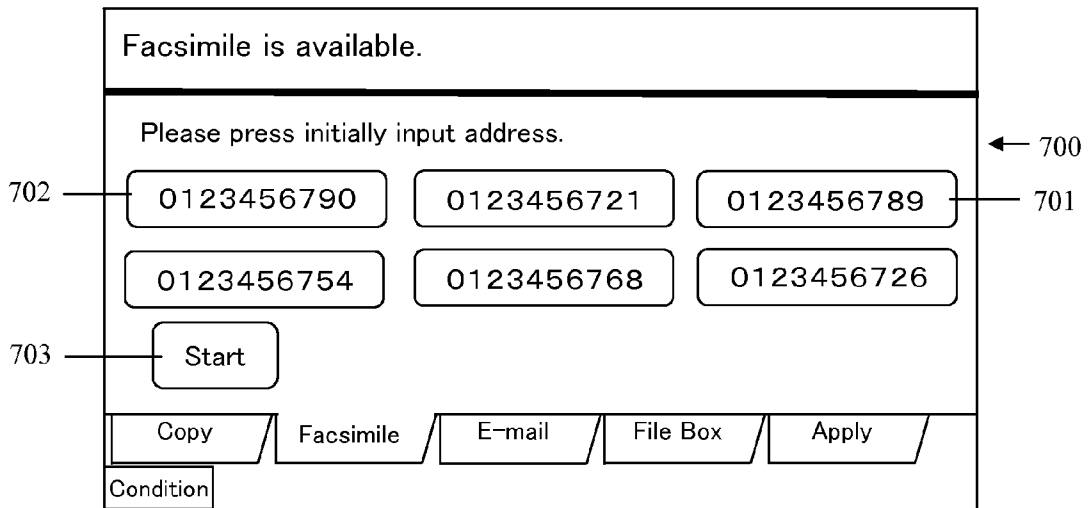 Facsimile is available.
Please press initially input address.
700
702 0123456790 0123456721 0123456789 701
0123456754 0123456768 0123456726
703 Start
Copy Facsimile E-mail File Box Apply
Condition